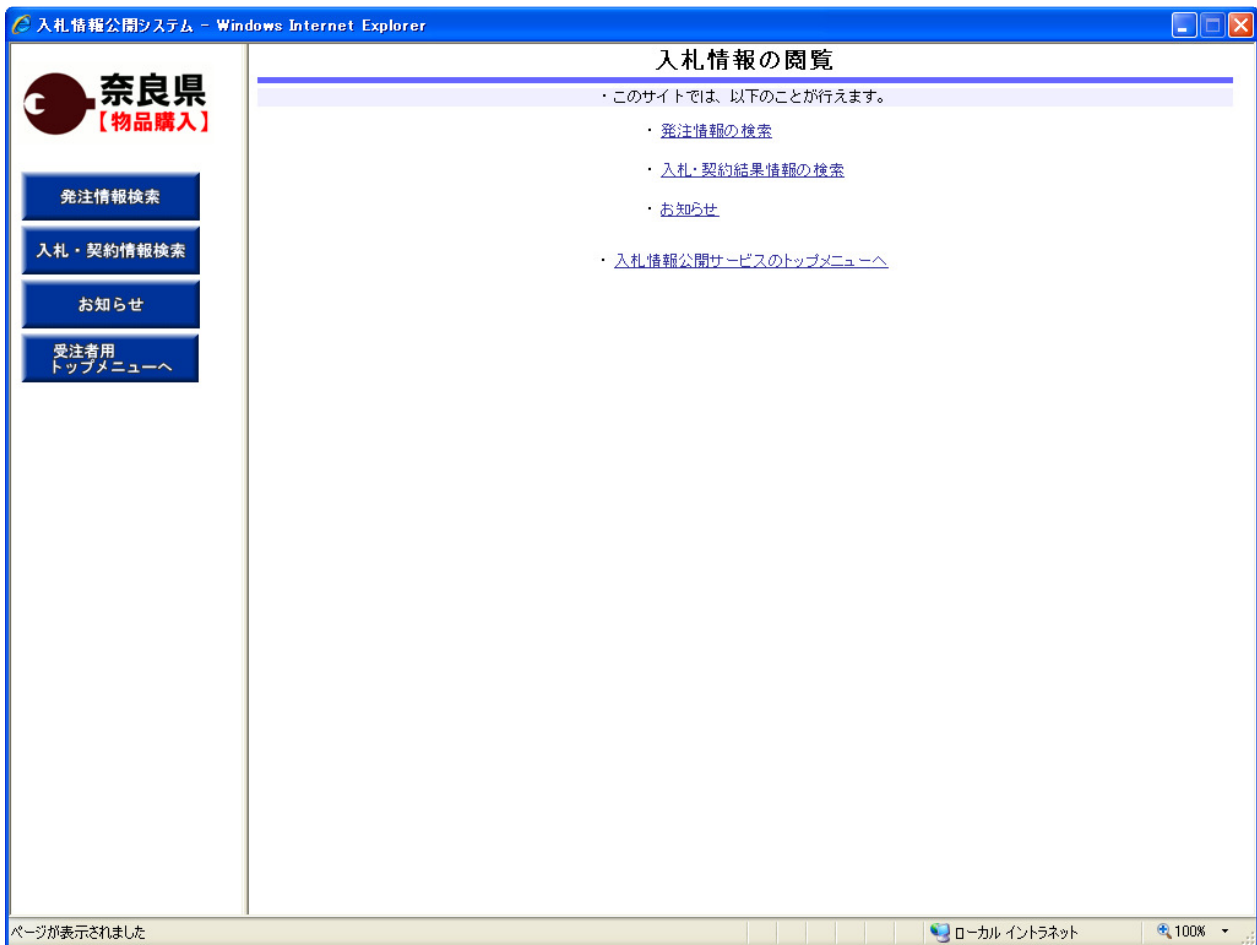 入札情報公開システム - Windows Internet Explorer
奈良県
【物品購入】
発注情報検索
入札・契約情報検索
お知らせ
受注者用
トップメニューへ
入札情報の閲覧
・このサイトでは、以下のことが行えます。
・ 発注情報の検索
・ 入札・契約結果情報の検索
・ お知らせ
・ 入札情報公開サービスのトップメニューへ
ページが表示されました
ローカル イントラネット
100%